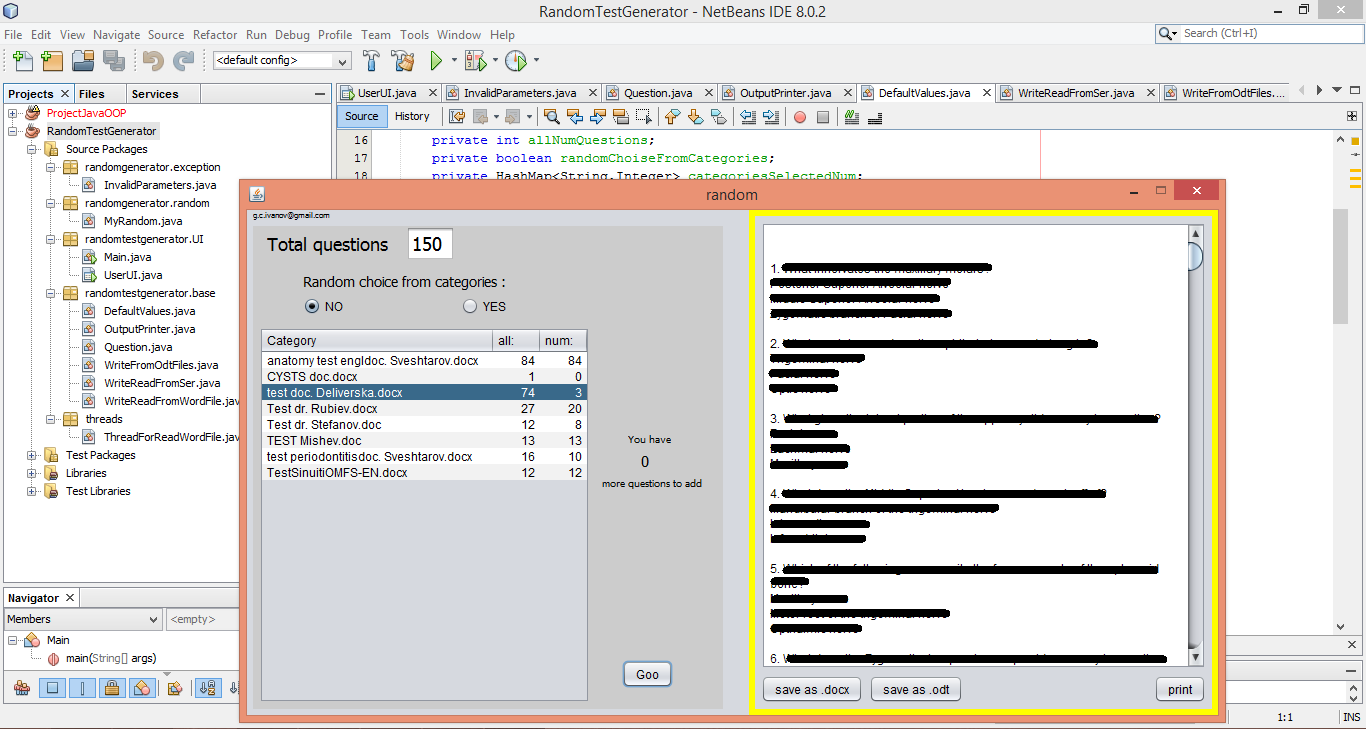 RandomTestGenerator - NetBeans IDE 8.0.2
File Edit View Navigate Source Refactor Run Debug Profile Team Tools Window Help
Search (Ctrl+I)
<default config>
Projects Files Services
UserUI.java InvalidParameters.java Question.java OutputPrinter.java DefaultValues.java WriteReadFromSer.java WriteFromOdtFiles....
Source History
ProjectJavaOOP
RandomTestGenerator
Source Packages
randomgenerator.exception
InvalidParameters.java
randomgenerator.random
MyRandom.java
randomtestgenerator.UI
Main.java
UserUI.java
randomtestgenerator.base
DefaultValues.java
OutputPrinter.java
Question.java
WriteFromOdtFiles.java
WriteReadFromSer.java
WriteReadFromWordFile.jav
threads
ThreadForReadWordFile.jav
Test Packages
Libraries
Test Libraries
16 private int allNumQuestions;
17 private boolean randomChoiseFromCategories;
18 private HashMap<String,Integer> categoriesSelectedNum;
Navigator
Members <empty>
Main
main(String[] args)
random
g.c.ivanov@gmail.com
Total questions 150
Random choice from categories :
NO YES
Category all: num:
anatomy test engldoc. Sveshtarov.docx 84 84
CYSTS doc.docx 1 0
test doc. Deliverska.docx 74 3
Test dr. Rubiev.docx 27 20
Test dr. Stefanov.doc 12 8
TEST Mishev.doc 13 13
test periodontitisdoc. Sveshtarov.docx 16 10
TestSinuitiOMFS-EN.docx 12 12
You have
0
more questions to add
Goo
1.
2.
3.
4.
5.
6.
save as .docx save as .odt print
1:1 INS